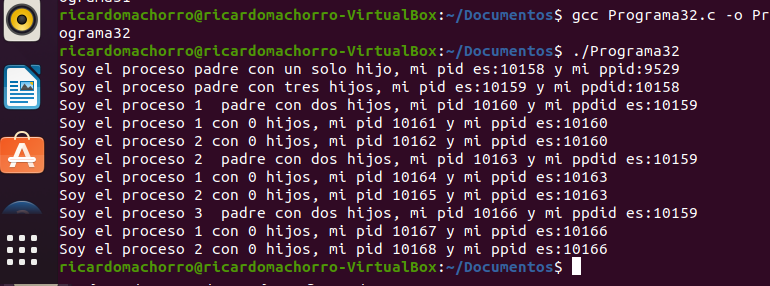 ricardomachorro@ricardomachorro-VirtualBox:~/Documentos$ gcc Programa32.c -o Pr
ograma32
ricardomachorro@ricardomachorro-VirtualBox:~/Documentos$ ./Programa32
Soy el proceso padre con un solo hijo, mi pid es:10158 y mi ppid:9529
Soy el proceso padre con tres hijos, mi pid es:10159 y mi ppdid:10158
Soy el proceso 1  padre con dos hijos, mi pid 10160 y mi ppdid es:10159
Soy el proceso 1 con 0 hijos, mi pid 10161 y mi ppid es:10160
Soy el proceso 2 con 0 hijos, mi pid 10162 y mi ppid es:10160
Soy el proceso 2  padre con dos hijos, mi pid 10163 y mi ppdid es:10159
Soy el proceso 1 con 0 hijos, mi pid 10164 y mi ppid es:10163
Soy el proceso 2 con 0 hijos, mi pid 10165 y mi ppid es:10163
Soy el proceso 3  padre con dos hijos, mi pid 10166 y mi ppdid es:10159
Soy el proceso 1 con 0 hijos, mi pid 10167 y mi ppid es:10166
Soy el proceso 2 con 0 hijos, mi pid 10168 y mi ppid es:10166
ricardomachorro@ricardomachorro-VirtualBox:~/Documentos$